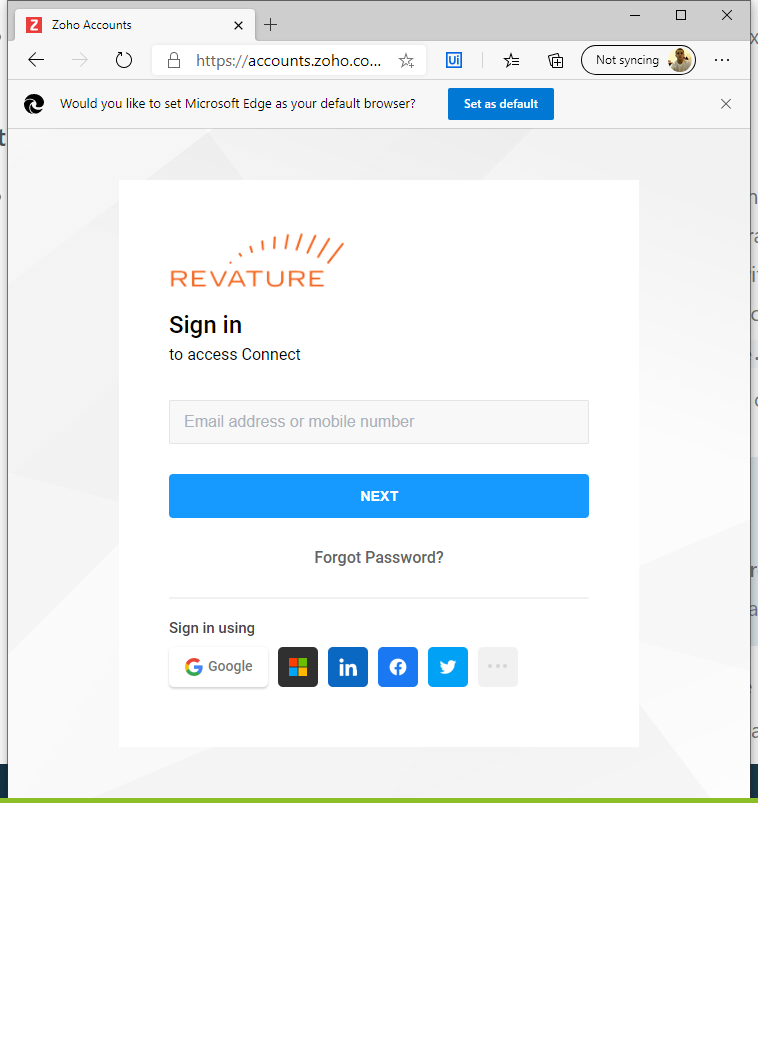 Zoho Accounts
https://accounts.zoho.co...
Ui
Not syncing
Would you like to set Microsoft Edge as your default browser?
Set as default
REVATURE
Sign in
to access Connect
Email address or mobile number
NEXT
Forgot Password?
Sign in using
Google
in